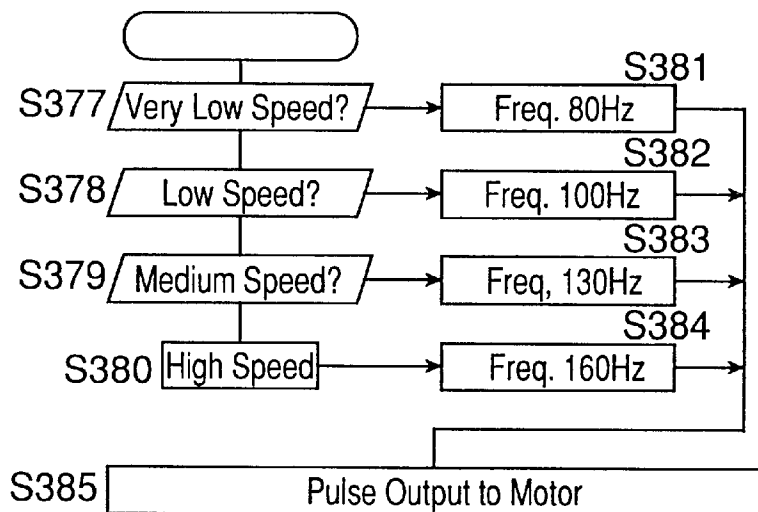 S381
S377 Very Low Speed? Freq. 80Hz
S382
S378 Low Speed? Freq. 100Hz
S383
S379 Medium Speed? Freq, 130Hz
S384
S380 High Speed Freq. 160Hz
S385 Pulse Output to Motor